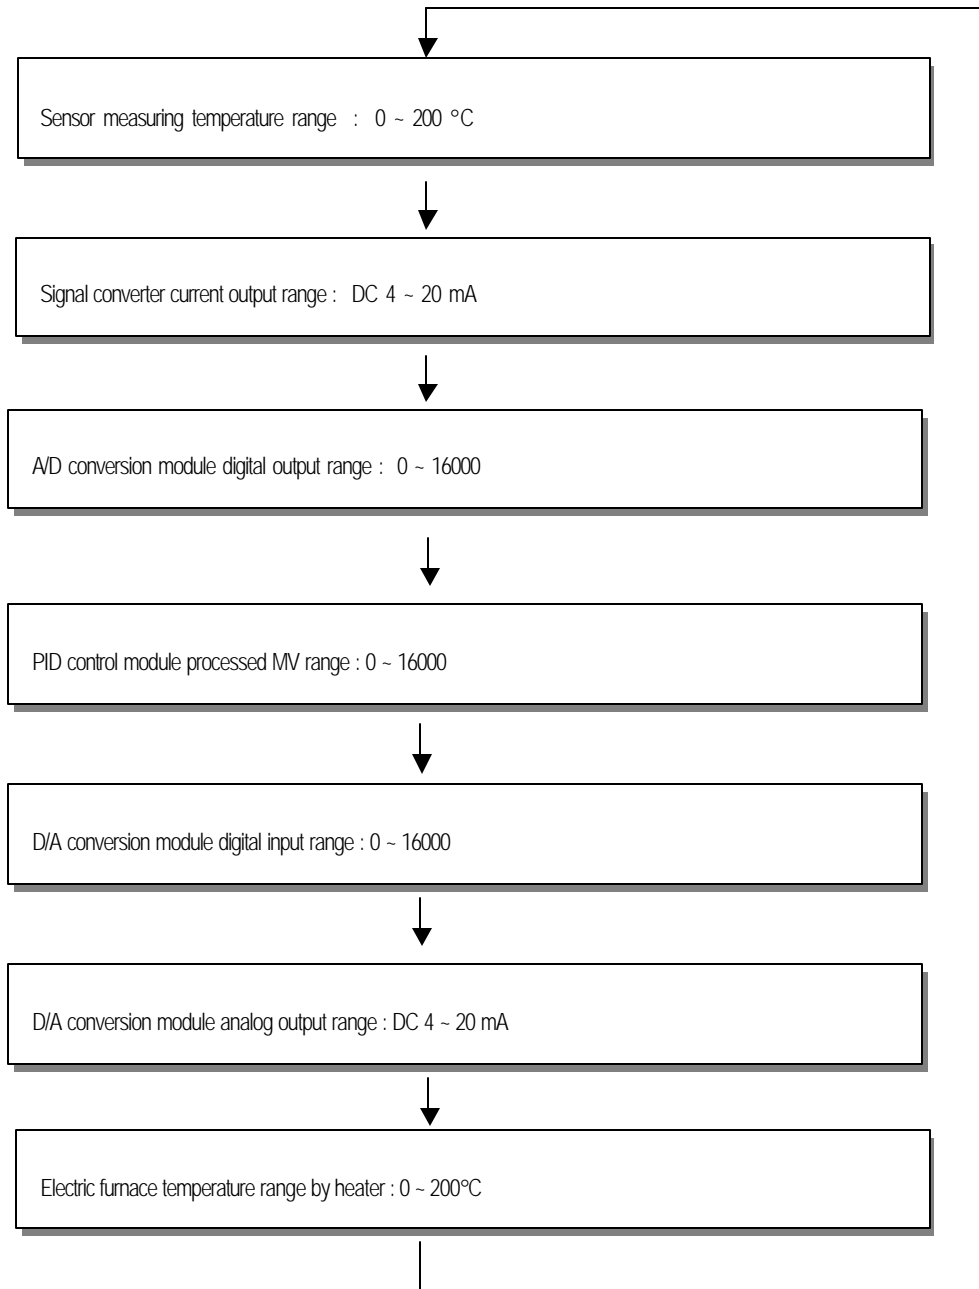 Sensor measuring temperature range : 0 ~ 200 °C
Signal converter current output range : DC 4 ~ 20 mA
A/D conversion module digital output range : 0 ~ 16000
PID control module processed MV range : 0 ~ 16000
D/A conversion module digital input range : 0 ~ 16000
D/A conversion module analog output range : DC 4 ~ 20 mA
Electric furnace temperature range by heater : 0 ~ 200°C